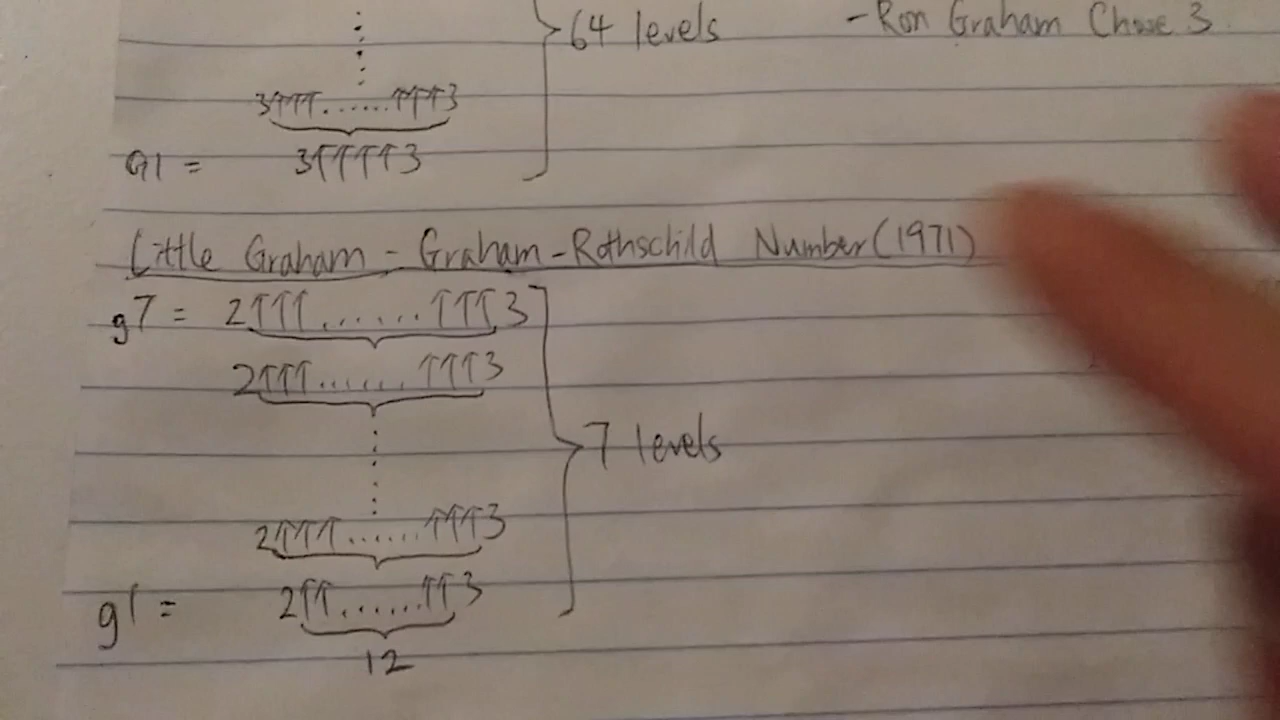 64 levels
- Ron Graham Chose 3
3↑↑↑......↑↑↑↑3
g1 = 3↑↑↑↑↑3
Little Graham - Graham-Rothschild Number (1971)
g7 = 2↑↑↑.......↑↑↑↑3
2↑↑↑......↑↑↑↑3
7 levels
2↑↑↑......↑↑↑↑3
g1 = 2↑↑.......↑↑↑3
12